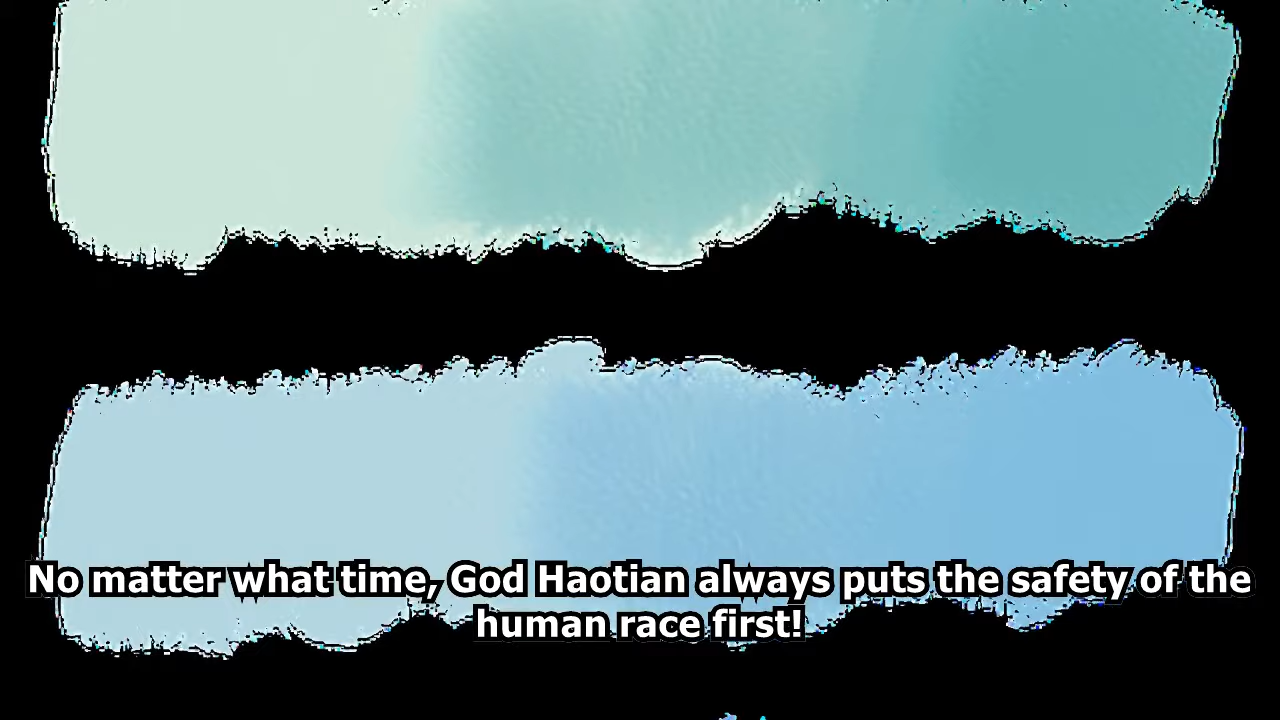 No matter what time, God Haotian always puts the safety of the
human race first!